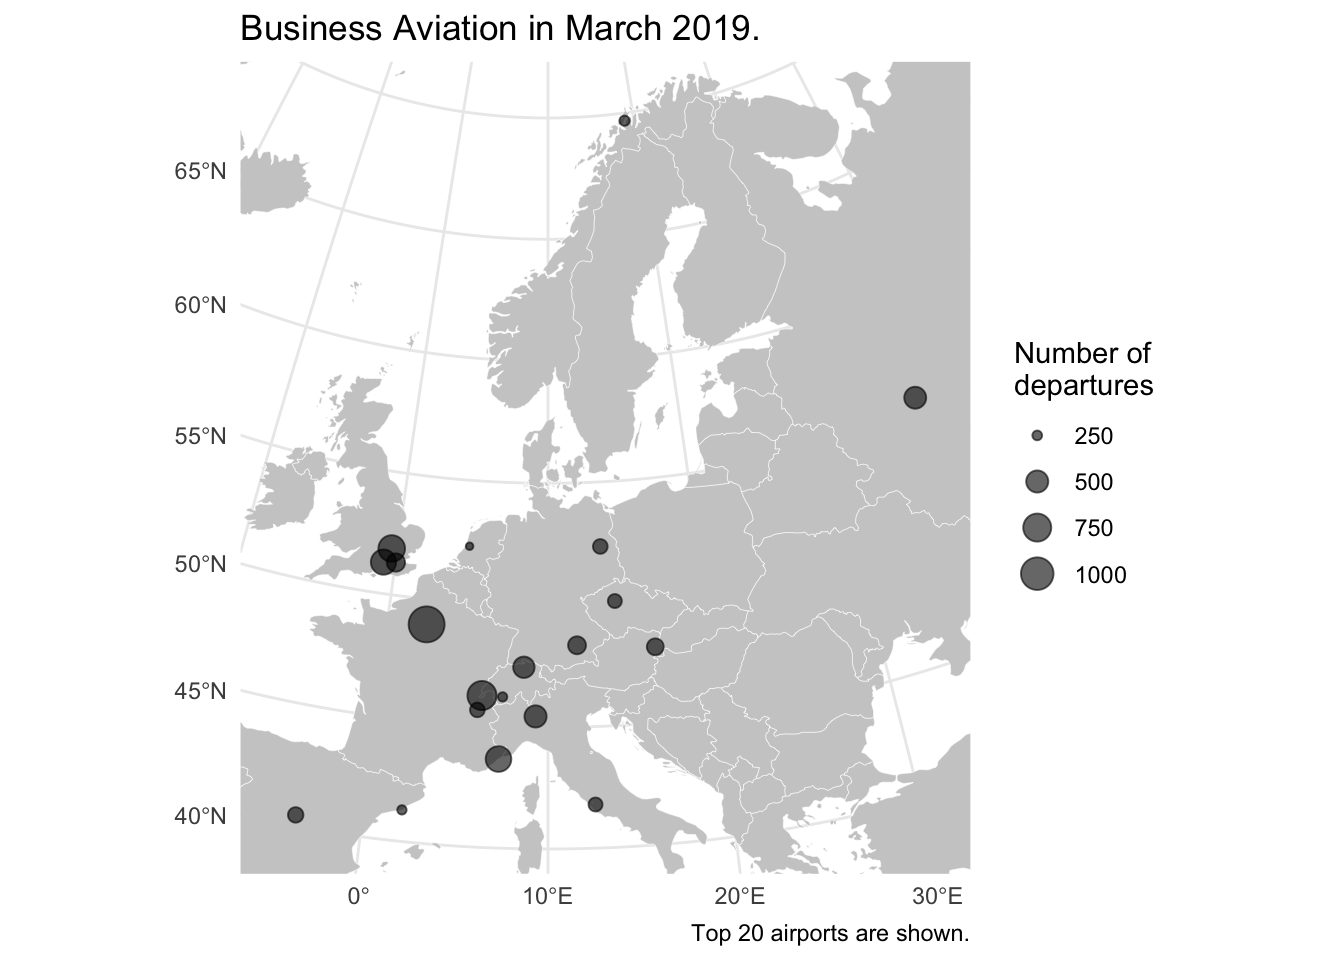 Business Aviation in March 2019.
65°N
60°N
55°N
50°N
45°N
40°N
0°
10°E
20°E
30°E
Number of
departures
250
500
750
1000
Top 20 airports are shown.